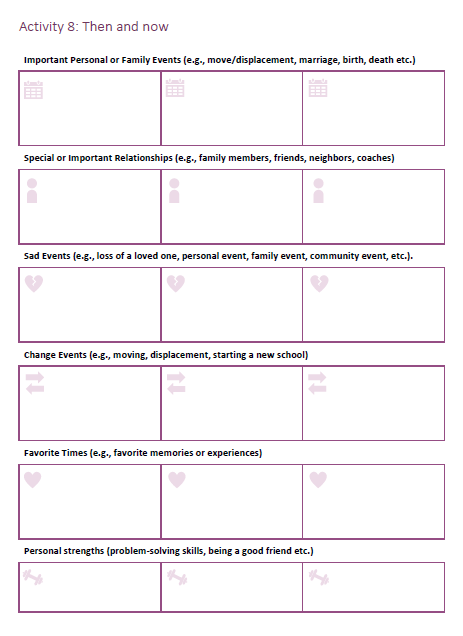 Activity 8: Then and now
Important Personal or Family Events (e.g., move/displacement, marriage, birth, death etc.)
Special or Important Relationships (e.g., family members, friends, neighbors, coaches)
Sad Events (e.g., loss of a loved one, personal event, family event, community event, etc.).
Change Events (e.g., moving, displacement, starting a new school)
Favorite Times (e.g., favorite memories or experiences)
Personal strengths (problem-solving skills, being a good friend etc.)